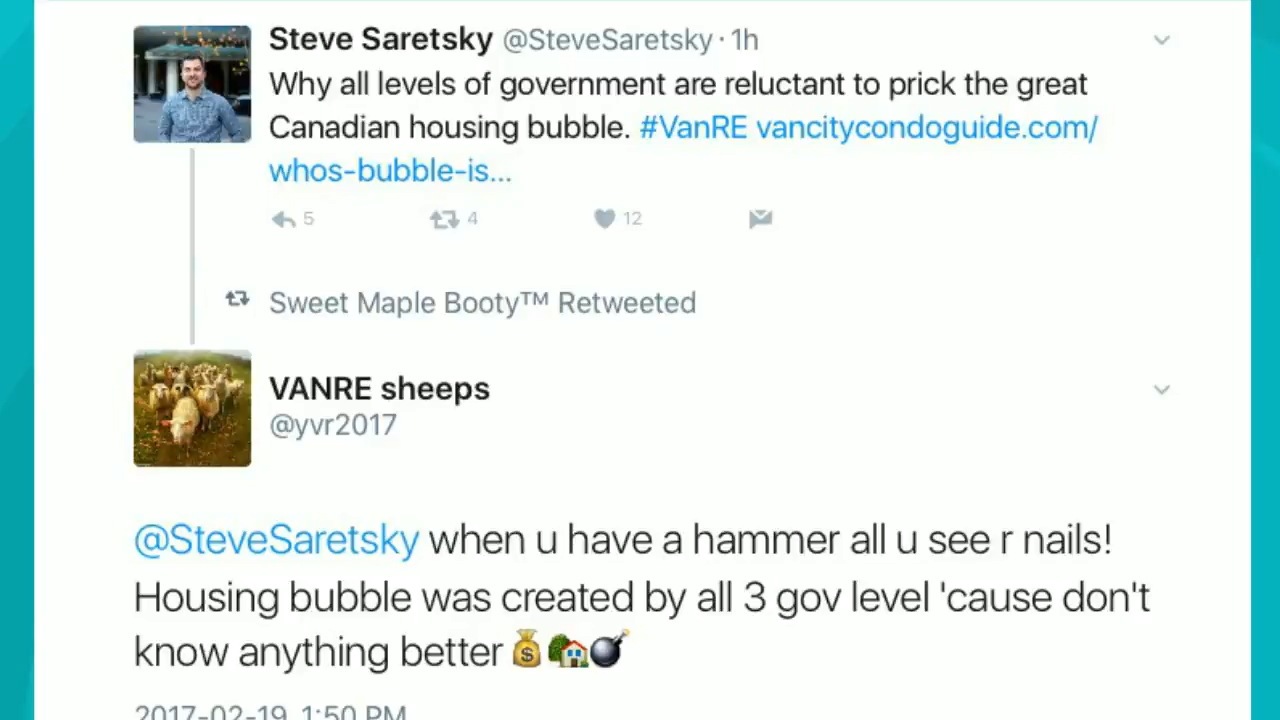 Steve Saretsky @SteveSaretsky · 1h
Why all levels of government are reluctant to prick the great
Canadian housing bubble. #VanRE vancitycondoguide.com/
whos-bubble-is...
5 4 12
Sweet Maple Booty™ Retweeted
VANRE sheeps
@yvr2017
@SteveSaretsky when u have a hammer all u see r nails!
Housing bubble was created by all 3 gov level 'cause don't
know anything better 💰🏡💣
2017-02-19, 1:50 PM